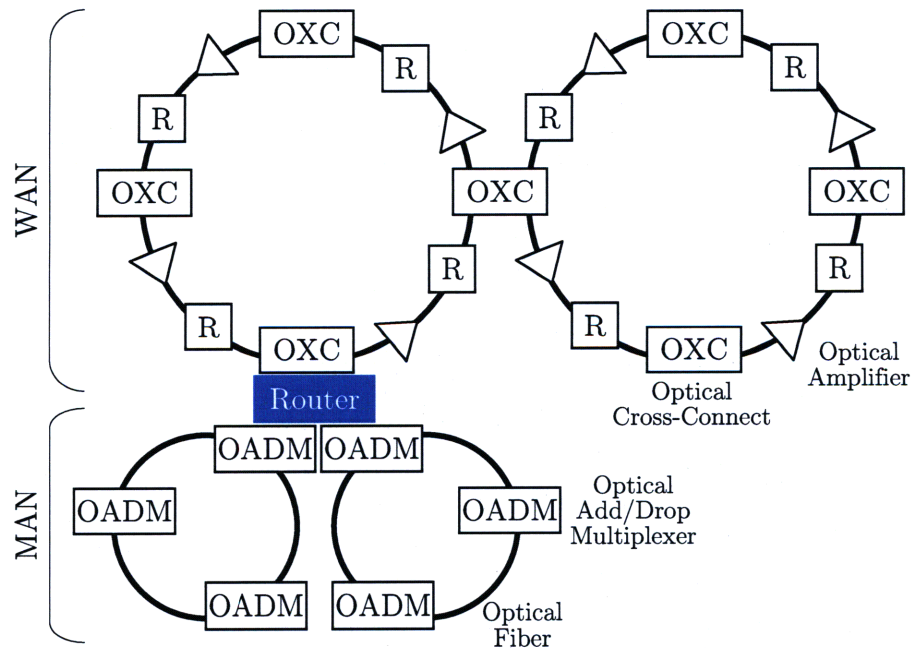 OXC
OXC
R
R
R
R
WAN
OXC
OXC
OXC
R
R
R
R
OXC
OXC
Optical
Amplifier
Router
Optical
Cross-Connect
OADM
OADM
MAN
OADM
OADM
Optical
Add/Drop
Multiplexer
OADM
OADM
Optical
Fiber